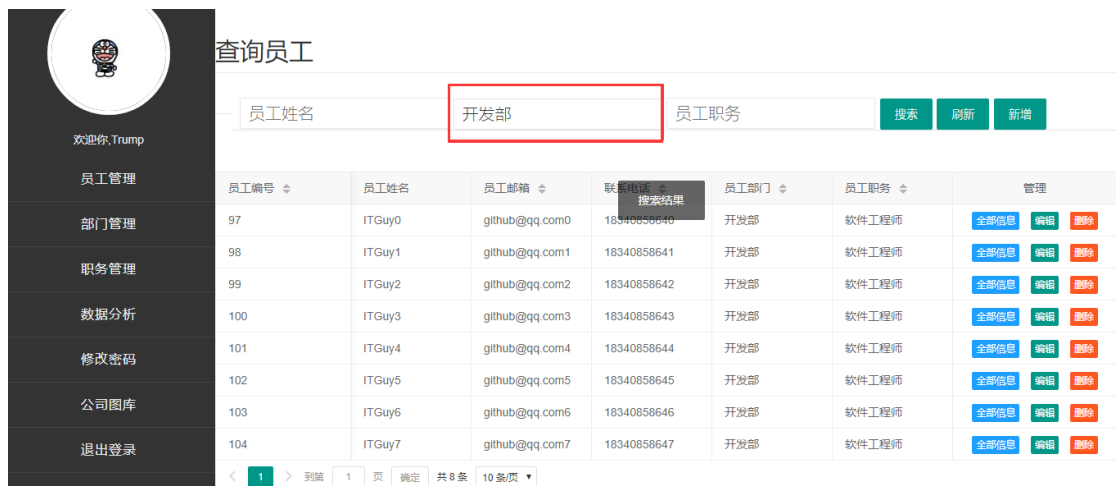 查询员工
员工姓名 开发部 员工职务 搜索 刷新 新增
欢迎你,Trump
员工管理
部门管理
职务管理
数据分析
修改密码
公司图库
退出登录
员工编号 员工姓名 员工邮箱 联系电话 员工部门 员工职务 管理
搜索结果
97 ITGuy0 github@qq.com0 18340858640 开发部 软件工程师 全部信息 编辑 删除
98 ITGuy1 github@qq.com1 18340858641 开发部 软件工程师 全部信息 编辑 删除
99 ITGuy2 github@qq.com2 18340858642 开发部 软件工程师 全部信息 编辑 删除
100 ITGuy3 github@qq.com3 18340858643 开发部 软件工程师 全部信息 编辑 删除
101 ITGuy4 github@qq.com4 18340858644 开发部 软件工程师 全部信息 编辑 删除
102 ITGuy5 github@qq.com5 18340858645 开发部 软件工程师 全部信息 编辑 删除
103 ITGuy6 github@qq.com6 18340858646 开发部 软件工程师 全部信息 编辑 删除
104 ITGuy7 github@qq.com7 18340858647 开发部 软件工程师 全部信息 编辑 删除
1 到第 1 页 确定 共 8 条 10 条/页